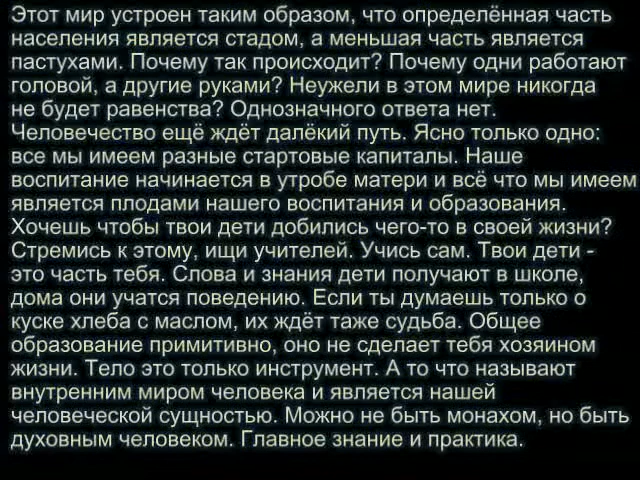 Этот мир устроен таким образом, что определённая часть
населения является стадом, а меньшая часть является
пастухами. Почему так происходит? Почему одни работают
головой, а другие руками? Неужели в этом мире никогда
не будет равенства? Однозначного ответа нет.
Человечество ещё ждёт далёкий путь. Ясно только одно:
все мы имеем разные стартовые капиталы. Наше
воспитание начинается в утробе матери и всё что мы имеем
является плодами нашего воспитания и образования.
Хочешь чтобы твои дети добились чего-то в своей жизни?
Стремись к этому, ищи учителей. Учись сам. Твои дети -
это часть тебя. Слова и знания дети получают в школе,
дома они учатся поведению. Если ты думаешь только о
куске хлеба с маслом, их ждёт таже судьба. Общее
образование примитивно, оно не сделает тебя хозяином
жизни. Тело это только инструмент. А то что называют
внутренним миром человека и является нашей
человеческой сущностью. Можно не быть монахом, но быть
духовным человеком. Главное знание и практика.